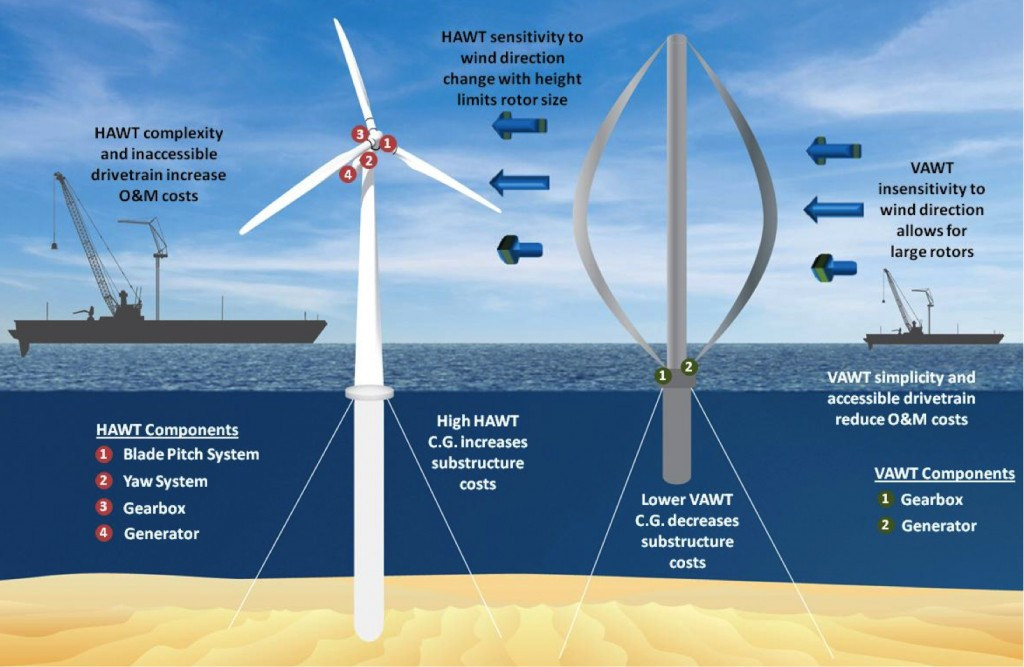 HAWT sensitivity to
wind direction
change with height
limits rotor size
HAWT complexity
and inaccessible
drivetrain increase
O&M costs
3
1
2
4
VAWT
insensitivity to
wind direction
allows for
large rotors
1
2
VAWT simplicity and
accessible drivetrain
reduce O&M costs
High HAWT
C.G. increases
substructure
costs
HAWT Components
1 Blade Pitch System
2 Yaw System
3 Gearbox
4 Generator
Lower VAWT
C.G. decreases
substructure
costs
VAWT Components
1 Gearbox
2 Generator